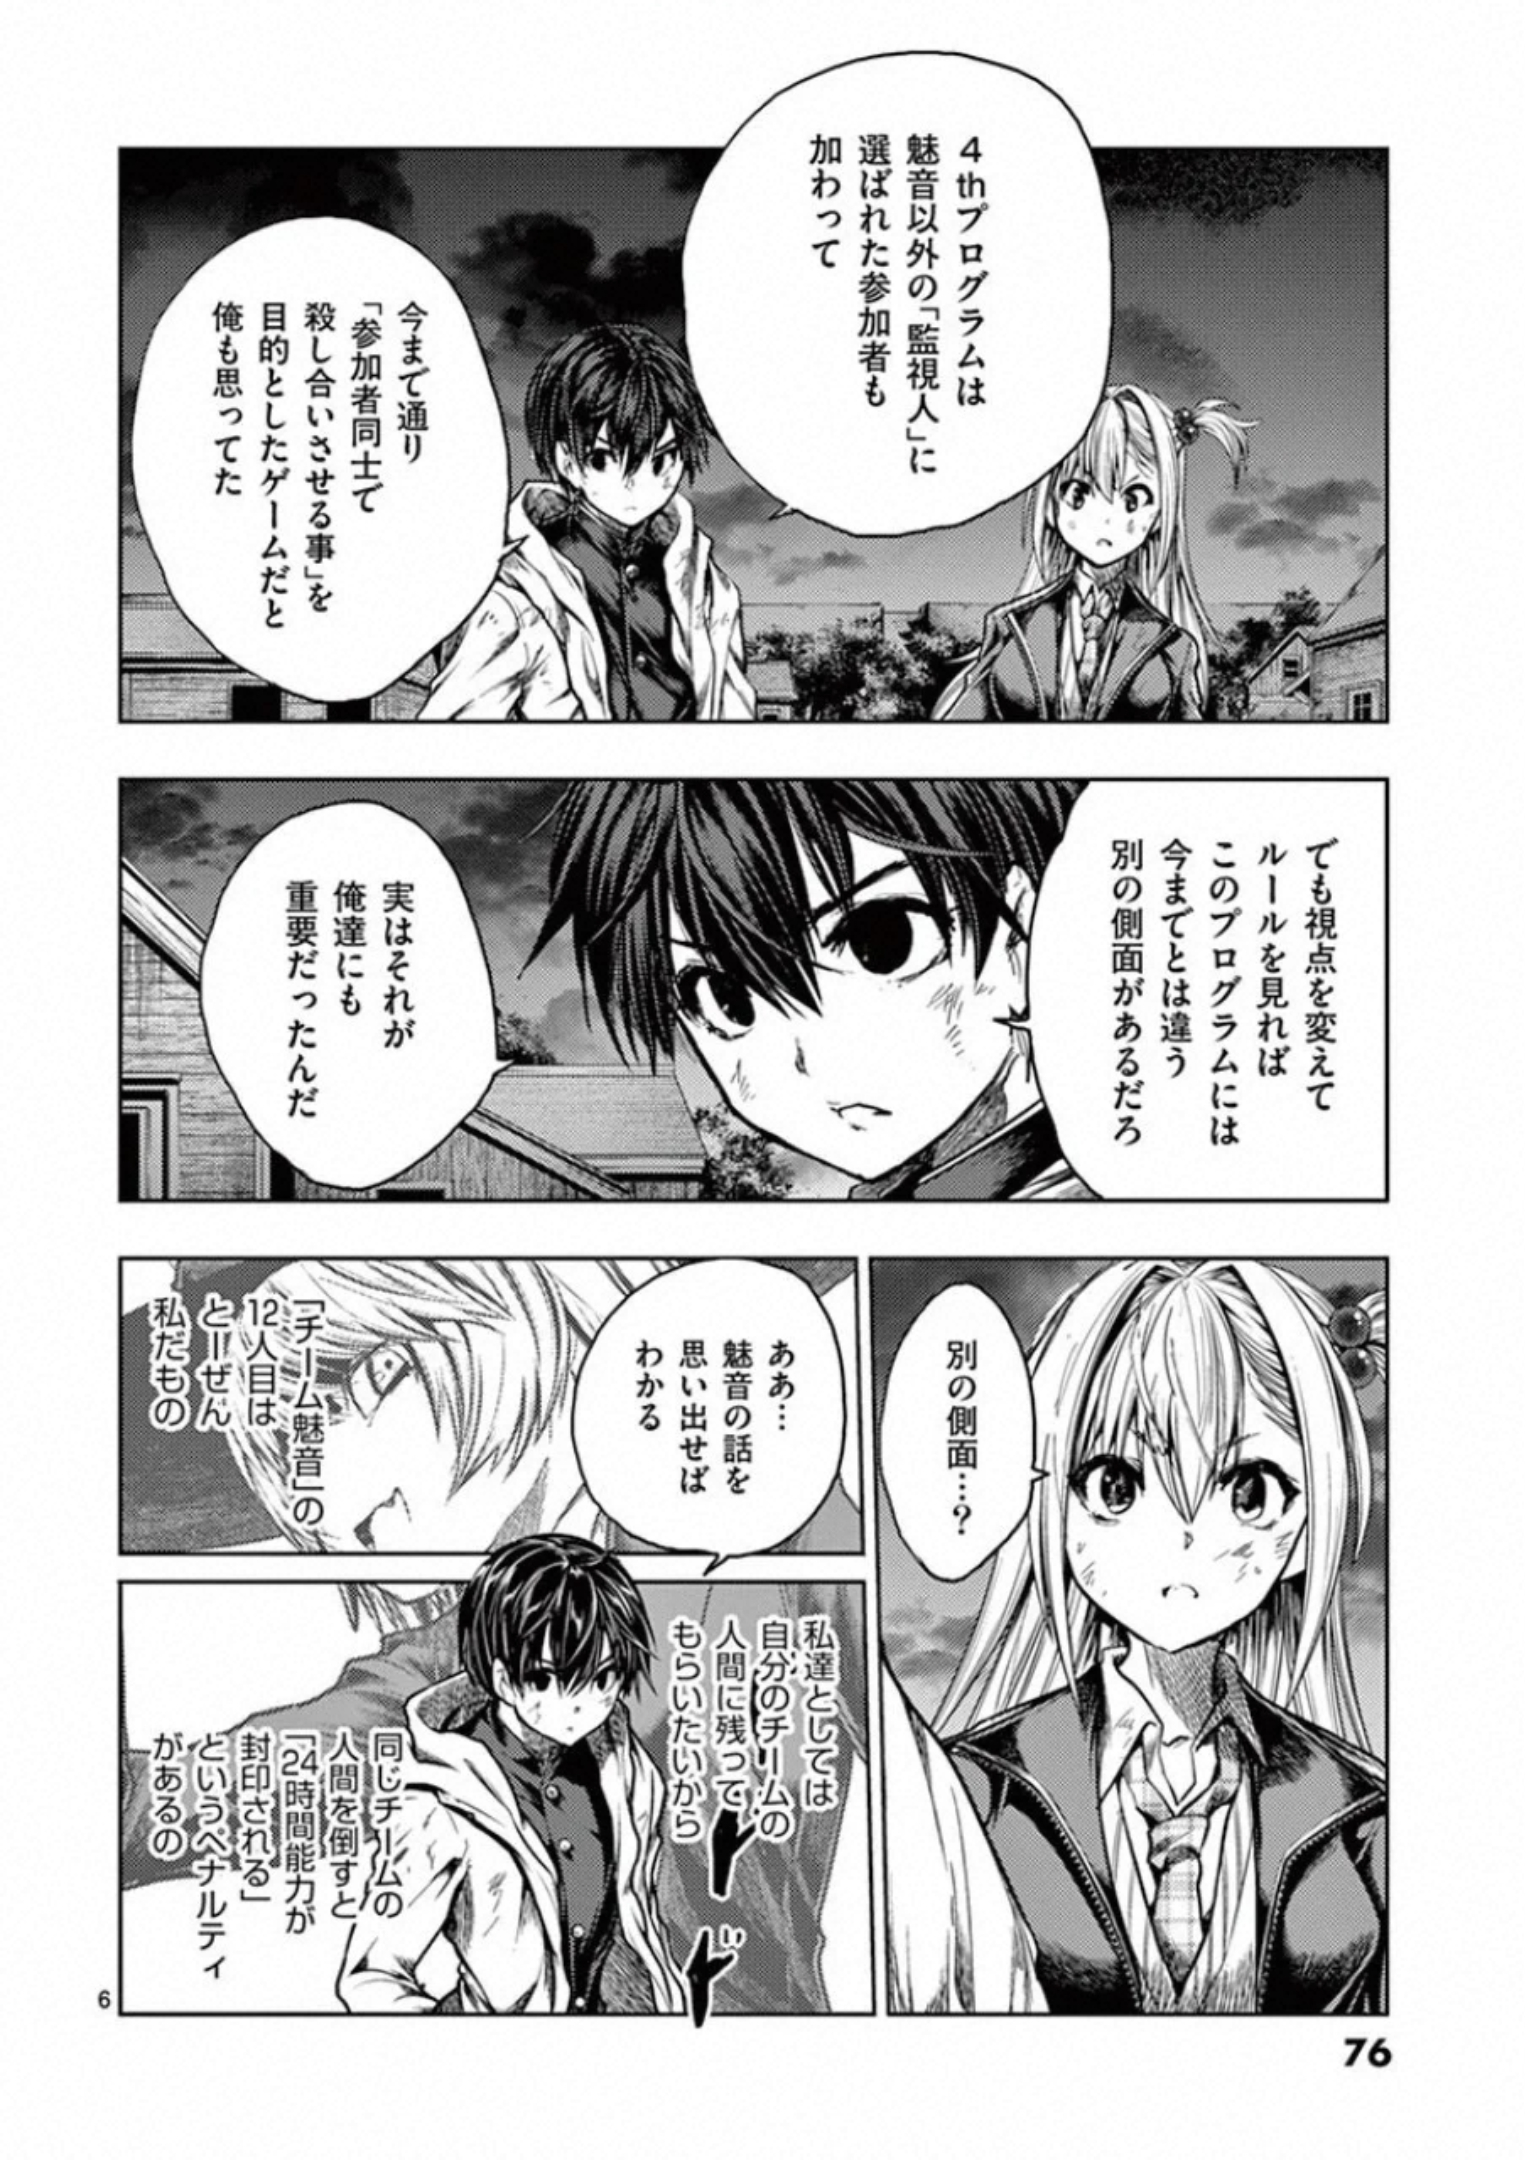 4thプログラムは
魅音以外の「監視人」に
選ばれた参加者も
加わって
今まで通り
「参加者同士で
殺し合いさせる事」を
目的としたゲームだと
俺も思ってた
でも視点を変えて
ルールを見れば
このプログラムには
今までとは違う
別の側面があるだろ
実はそれが
俺達にも
重要だったんだ
別の側面…?
ああ…
魅音の話を
思い出せば
わかる
「チーム魅音」の
12人目は
とーぜん
私だもの
私達としては
自分のチームの
人間に残って
もらいたいから
同じチームの
人間を倒すと
「24時間能力が
封印される」
というペナルティ
があるの
6
76